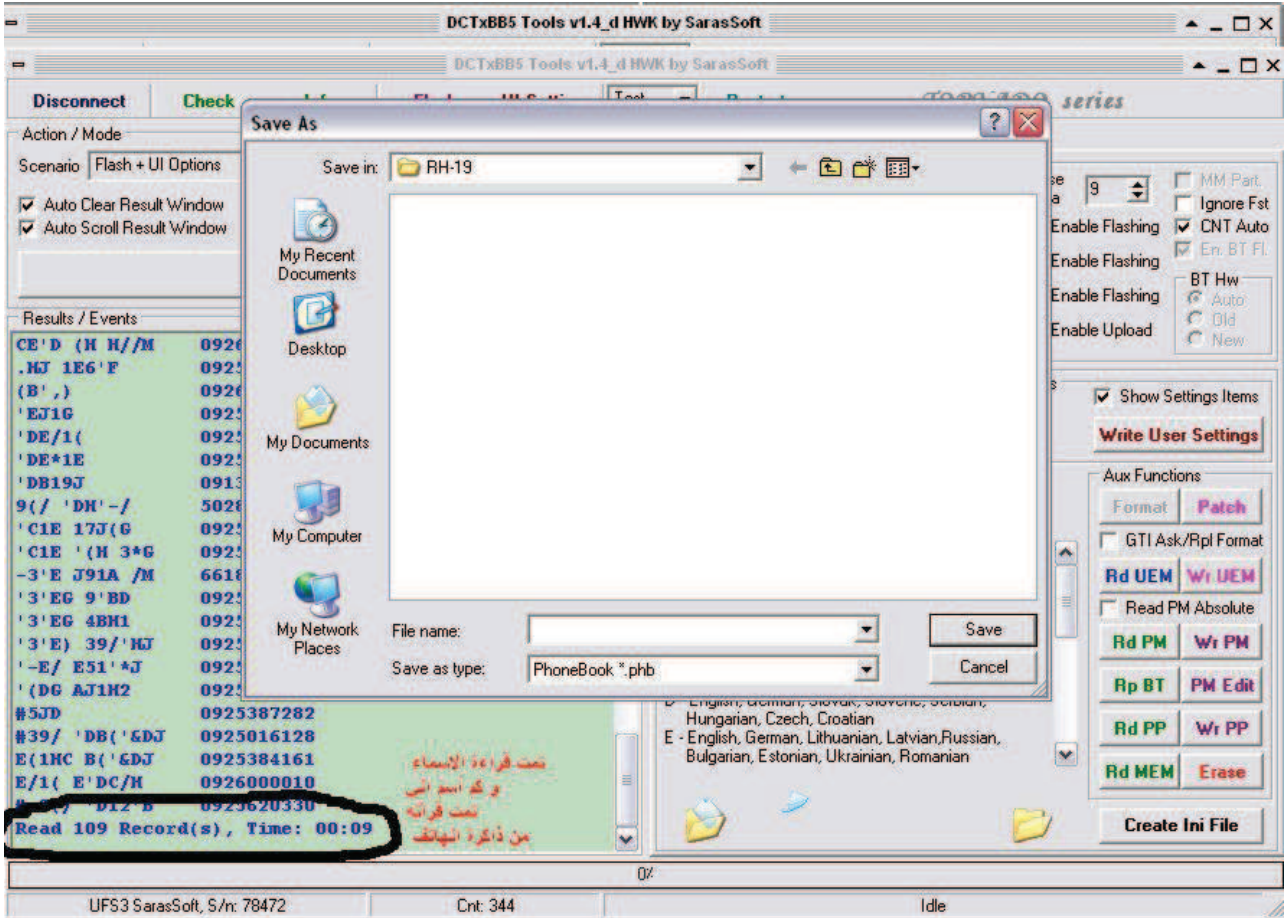 DCTxBB5 Tools v1.4_d HWK by SarasSoft
DCTxBB5 Tools v1.4_d HWK by SarasSoft
Disconnect Check series
Action / Mode
Scenario Flash + UI Options
Auto Clear Result Window
Auto Scroll Result Window
Save As
Save in: RH-19
My Recent
Documents
Desktop
My Documents
My Computer
My Network
Places
File name: Save
Save as type: PhoneBook *.phb Cancel
9 MM Part.
Ignore Fst
Enable Flashing CNT Auto
Enable Flashing En. BT Fl.
Enable Flashing
Enable Upload
BT Hw
Auto
Old
New
Results / Events
CE'D (H H//M
.HJ 1E6'F
(B',)
'EJ1G
'DE/1(
'DE*1E
'DB19J
9(/ 'DH'-/
'C1E 17J(G
'C1E '(H 3*G
-3'E J91A /M
'3'EG 9'BD
'3'EG 4BH1
'3'E) 39/'HJ
'-E/ E51'*J
'(DG AJ1H2
#5JD 0925387282
#39/ 'DB('&DJ 0925016128
E(1HC B('&DJ 0925384161
E/1( E'DC/H 0926000010
0923620330
Read 109 Record(s), Time: 00:09
تمت قراءة الاسماء
و كم اسم التي
تمت قرائه
من ذاكرة الهاتف
Show Settings Items
Write User Settings
Aux Functions
Format Patch
GTI Ask/Rpl Format
Rd UEM Wr UEM
Read PM Absolute
Rd PM Wr PM
Rp BT PM Edit
Rd PP Wr PP
Rd MEM Erase
Create Ini File
D - English, German, Slovak, Slovene, Serbian,
Hungarian, Czech, Croatian
E - English, German, Lithuanian, Latvian,Russian,
Bulgarian, Estonian, Ukrainian, Romanian
0%
UFS3 SarasSoft, S/n: 78472 Cnt: 344 Idle